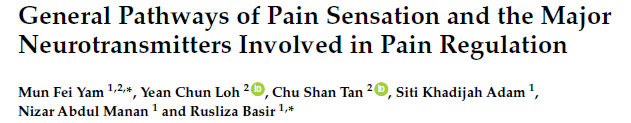 General Pathways of Pain Sensation and the Major
Neurotransmitters Involved in Pain Regulation
Mun Fei Yam 1,2,*, Yean Chun Loh 2 iD, Chu Shan Tan 2 iD, Siti Khadijah Adam 1,
Nizar Abdul Manan 1 and Rusliza Basir 1,*